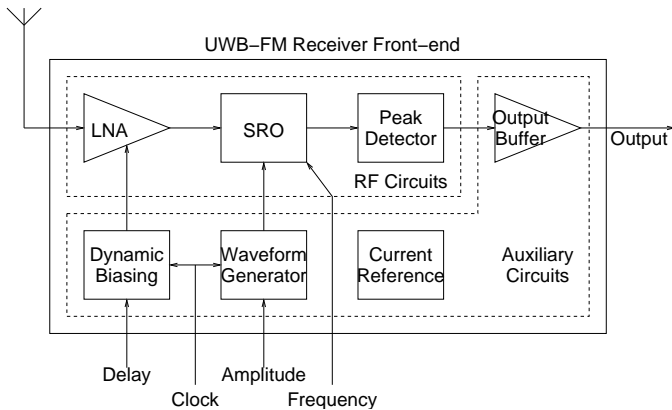 UWB−FM Receiver Front−end
LNA
SRO
Peak
Detector
Output
Buffer
Output
RF Circuits
Dynamic
Biasing
Waveform
Generator
Current
Reference
Auxiliary
Circuits
Delay
Clock
Amplitude
Frequency